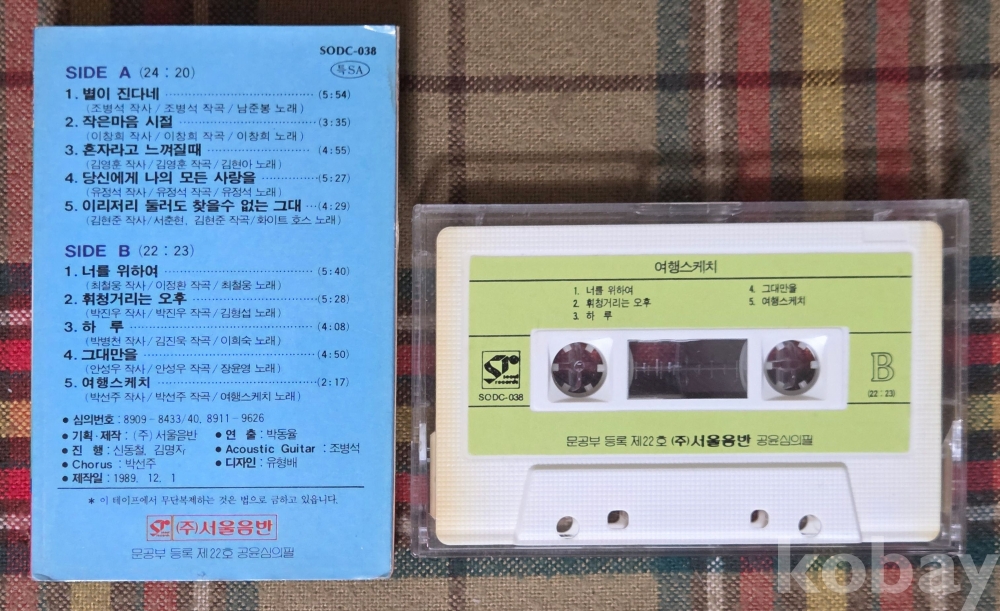 SODC-038
SIDE A (24 : 20)
특SA
1. 별이 진다네 (5:54)
(조병석 작사/조병석 작곡/남준봉 노래)
2. 작은마음 시절 (3:35)
(이창희 작사/이창희 작곡/이창희 노래)
3. 혼자라고 느껴질때 (4:55)
(김영훈 작사/김영훈 작곡/김현아 노래)
4. 당신에게 나의 모든 사랑을 (5:27)
(유정석 작사/유정석 작곡/유정석 노래)
5. 이리저리 둘러도 찾을수 없는 그대 (4:29)
(김현준 작사/서춘현, 김현준 작곡/화이트 호스 노래)
SIDE B (22 : 23)
1. 너를 위하여 (5:40)
(최철웅 작사/이정환 작곡/최철웅 노래)
2. 휘청거리는 오후 (5:28)
(박진우 작사/박진우 작곡/김형섭 노래)
3. 하 루 (4:08)
(박병천 작사/김진욱 작곡/이희숙 노래)
4. 그대만을 (4:50)
(안성우 작사/안성우 작곡/장윤영 노래)
5. 여행스케치 (2:17)
(박선주 작사/박선주 작곡/여행스케치 노래)
● 심의번호 : 8909-8433/40. 8911-9626
● 기획·제작 : (주) 서울음반 ● 연 출 : 박동율
● 진 행 : 신동철, 김명자 ● Acoustic Guitar : 조병석
● Chorus : 박선주 ● 디자인 : 유형배
● 제작일 : 1989. 12. 1
* 이 테이프에서 무단복제하는 것은 법으로 금하고 있읍니다.
(주)서울음반
문공부 등록 제22호 공윤심의필
여행스케치
1. 너를 위하여 4. 그대만을
2. 휘청거리는 오후 5. 여행스케치
3. 하 루
seoul records
SODC-038
B
(22 : 23)
문공부 등록 제22호 (주)서울음반 공윤심의필
kobay